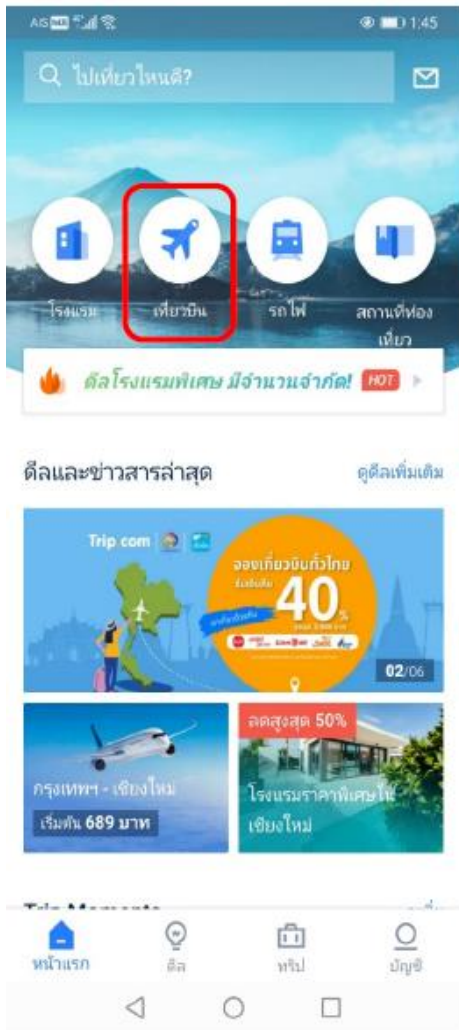 AIS 1:45
ไปเที่ยวไหนดี?
โรงแรม เที่ยวบิน รถไฟ สถานที่ท่อง
เที่ยว
ดีลโรงแรมพิเศษ มีจำนวนจำกัด! HOT
ดีลและข่าวสารล่าสุด ดูดีลเพิ่มเติม
Trip com
จองเที่ยวบินทั่วไทย
40%
02/06
กรุงเทพฯ - เชียงใหม่
เริ่มต้น 689 บาท
ลดสูงสุด 50%
โรงแรมราคาพิเศษใน
เชียงใหม่
Trip Moments
หน้าแรก ดีล ทริป บัญชี